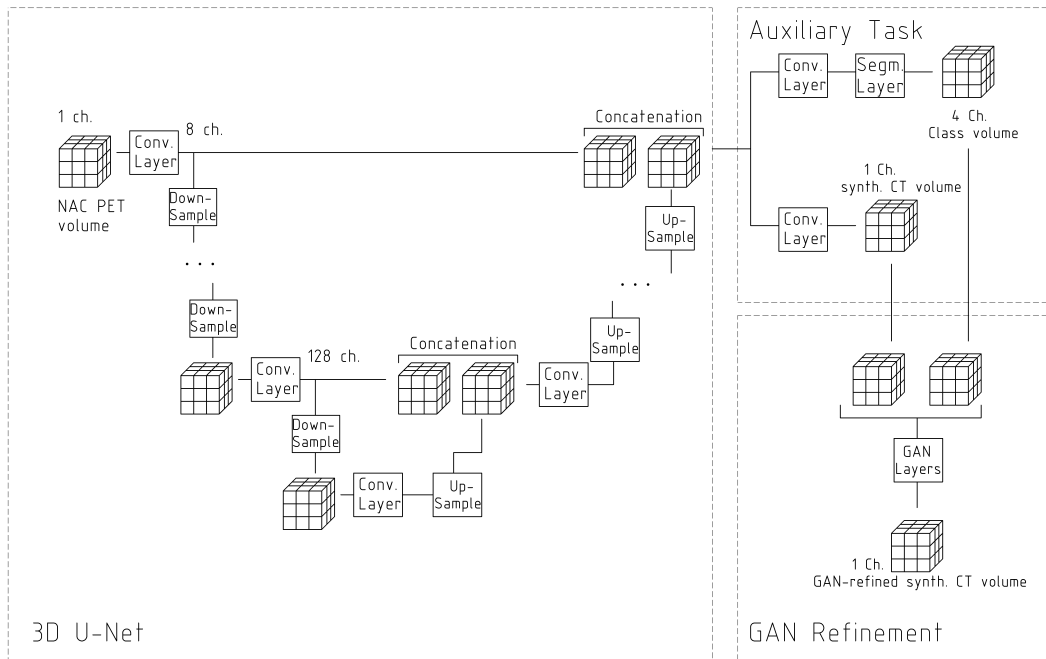 Auxiliary Task
Conv.
Layer
Segm.
Layer
4 Ch.
Class volume
1 ch.
Conv.
Layer
8 ch.
Concatenation
NAC PET
volume
Down-
Sample
Up-
Sample
1 Ch.
synth. CT volume
Conv.
Layer
. . .
. . .
Down-
Sample
Up-
Sample
Conv.
Layer
128 ch.
Concatenation
Conv.
Layer
Down-
Sample
Conv.
Layer
Up-
Sample
GAN
Layers
1 Ch.
GAN-refined synth. CT volume
3D U-Net
GAN Refinement